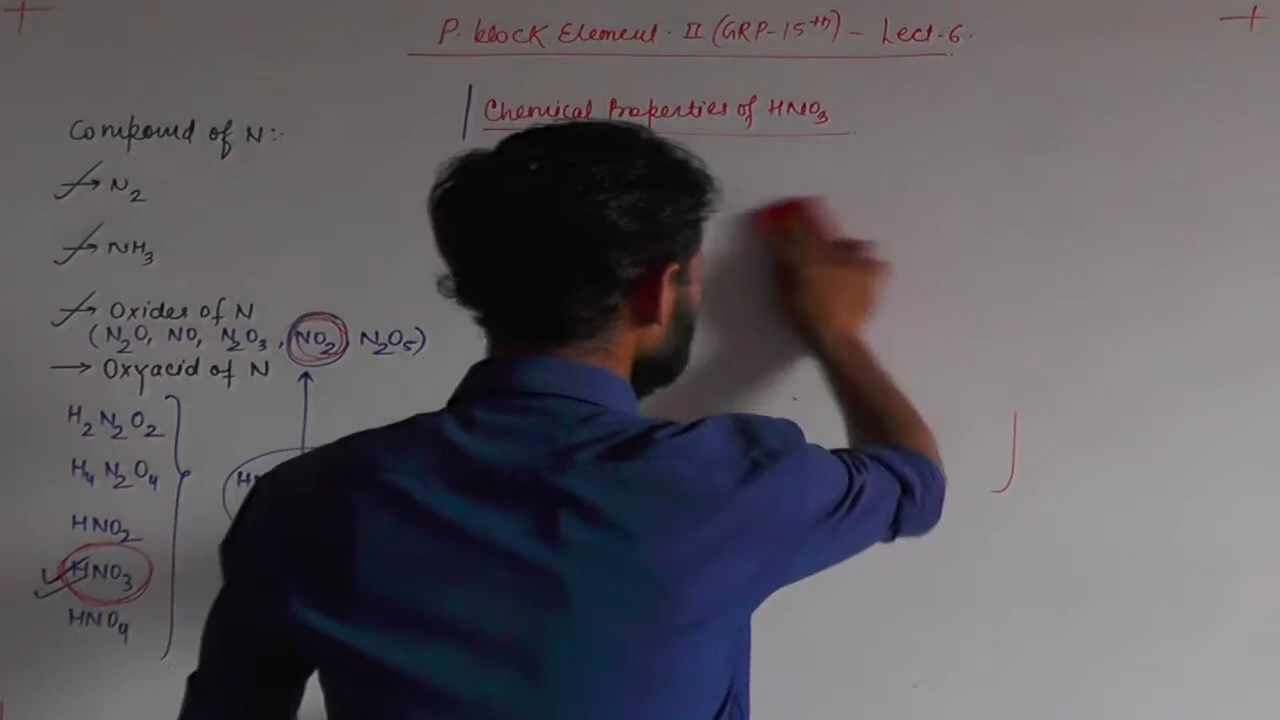 P-block Element-II (GRP-15th) - Lect-6.
Chemical Properties of HNO3
Compound of N:-
→ N2
→ NH3
→ Oxides of N
(N2O, NO, N2O3, NO2 N2O5)
→ Oxyacid of N
H2N2O2
H4N2O4
HNO2
HNO3
HNO4